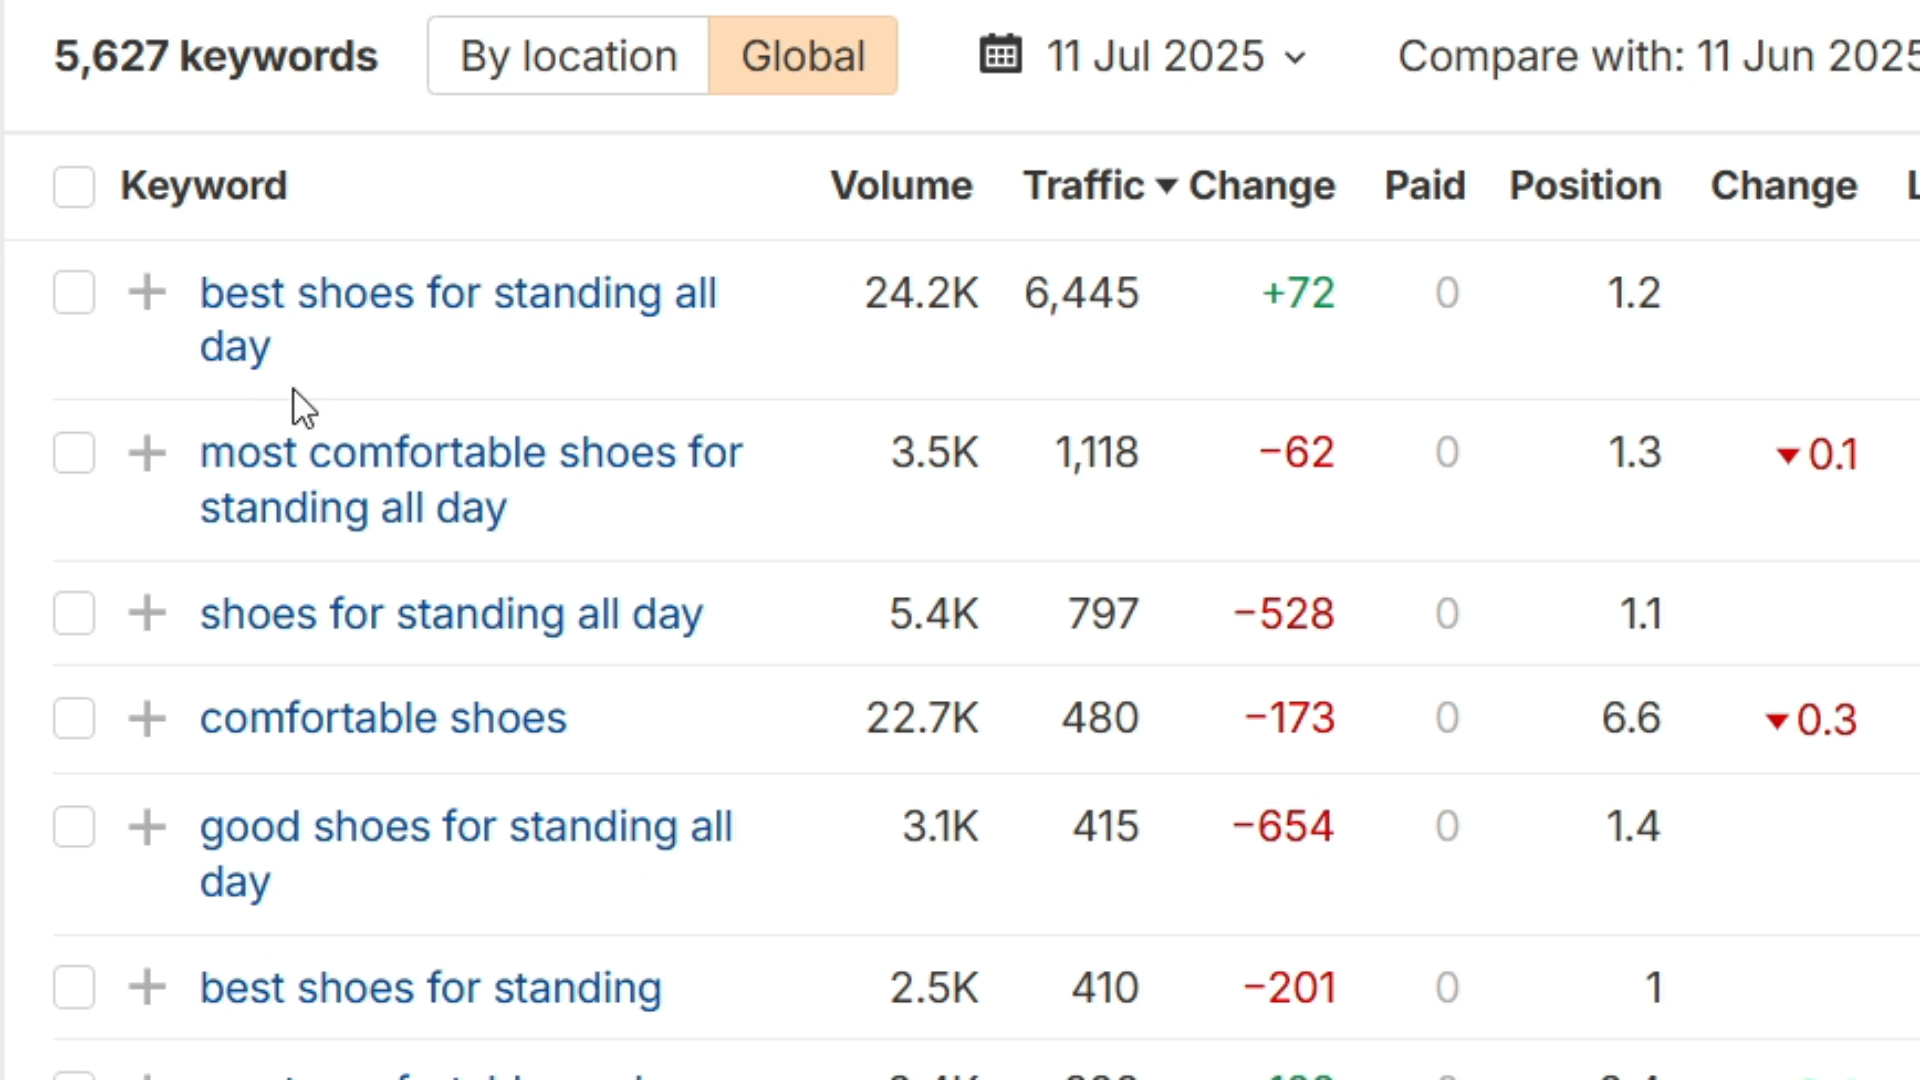 5,627 keywords By location Global 11 Jul 2025 Compare with: 11 Jun 2025
Keyword Volume Traffic Change Paid Position Change
best shoes for standing all 24.2K 6,445 +72 0 1.2
day
most comfortable shoes for 3.5K 1,118 −62 0 1.3 ▼0.1
standing all day
shoes for standing all day 5.4K 797 −528 0 1.1
comfortable shoes 22.7K 480 −173 0 6.6 ▼0.3
good shoes for standing all 3.1K 415 −654 0 1.4
day
best shoes for standing 2.5K 410 −201 0 1